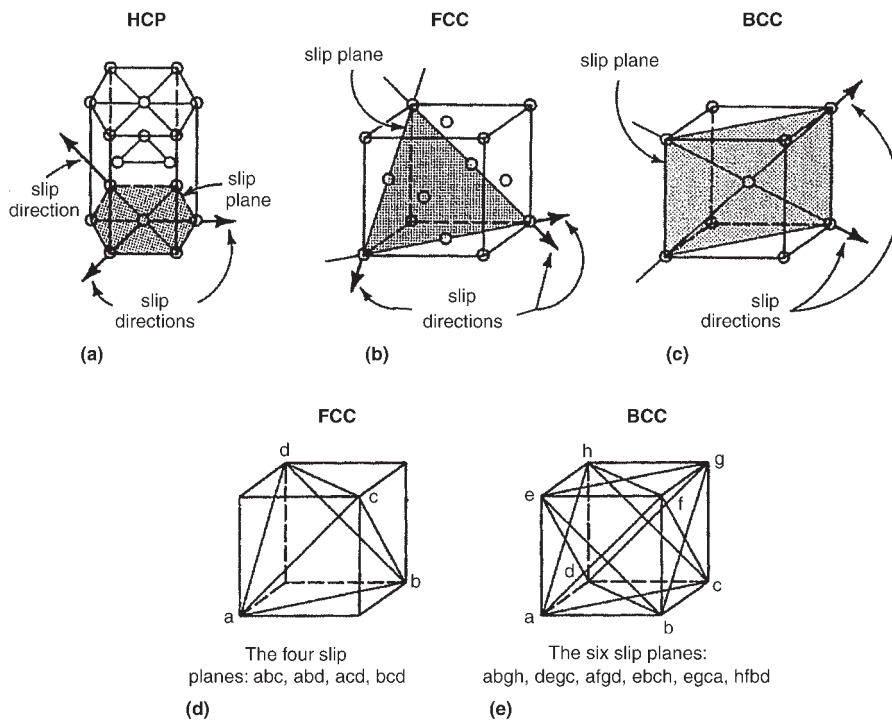 HCP
FCC
BCC
slip plane
slip plane
slip
direction
slip
plane
slip
directions
slip
directions
slip
directions
(a)
(b)
(c)
FCC
BCC
d
c
b
a
h
g
e
f
d
c
a
b
The four slip
planes: abc, abd, acd, bcd
The six slip planes:
abgh, degc, afgd, ebch, egca, hfbd
(d)
(e)